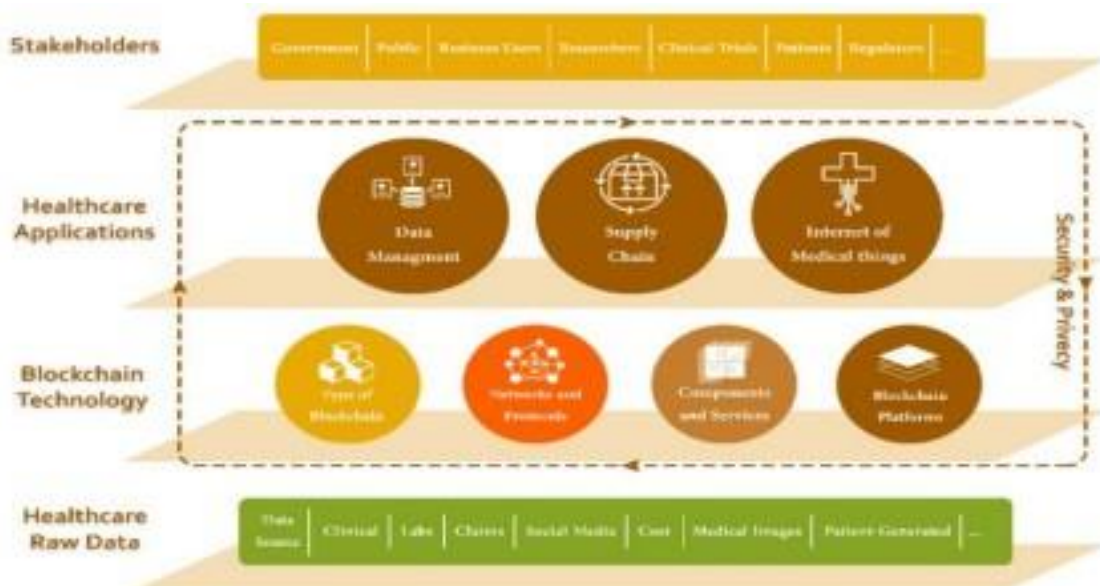 Stakeholders
Government Public Business Users Researchers Clinical Trials Patients Regulators ...
Healthcare
Applications
Data
Managment
Supply
Chain
Internet of
Medical things
Security & Privacy
Blockchain
Technology
Type of
Blockchain
Networks and
Protocols
Components
and Services
Blockchain
Platforms
Healthcare
Raw Data
Data
Source
Clinical Labs Claims Social Media Cost Medical Images Patient Generated ...